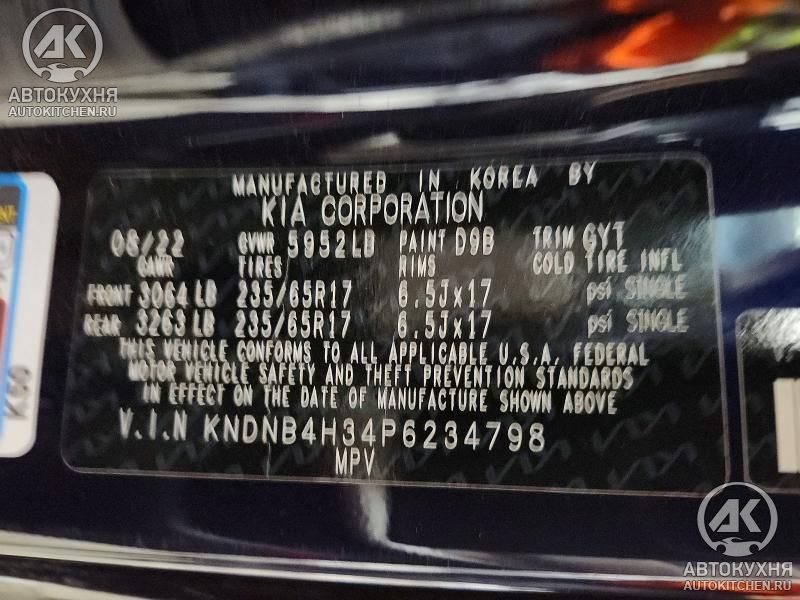 AK
АВТОКУХНЯ
AUTOKITCHEN.RU
MANUFACTURED IN KOREA BY
KIA CORPORATION
08/22 GVWR 5952LB PAINT D9B TRIM GYT
GAWR TIRES RIMS COLD TIRE INFL
FRONT 3064 LB 235/65R17 6.5Jx17 psi SINGLE
REAR 3263 LB 235/65R17 6.5Jx17 psi SINGLE
THIS VEHICLE CONFORMS TO ALL APPLICABLE U.S.A. FEDERAL
MOTOR VEHICLE SAFETY AND THEFT PREVENTION STANDARDS
IN EFFECT ON THE DATE OF MANUFACTURE SHOWN ABOVE
V.I.N KNDNB4H34P6234798
MPV
AK
АВТОКУХНЯ
AUTOKITCHEN.RU